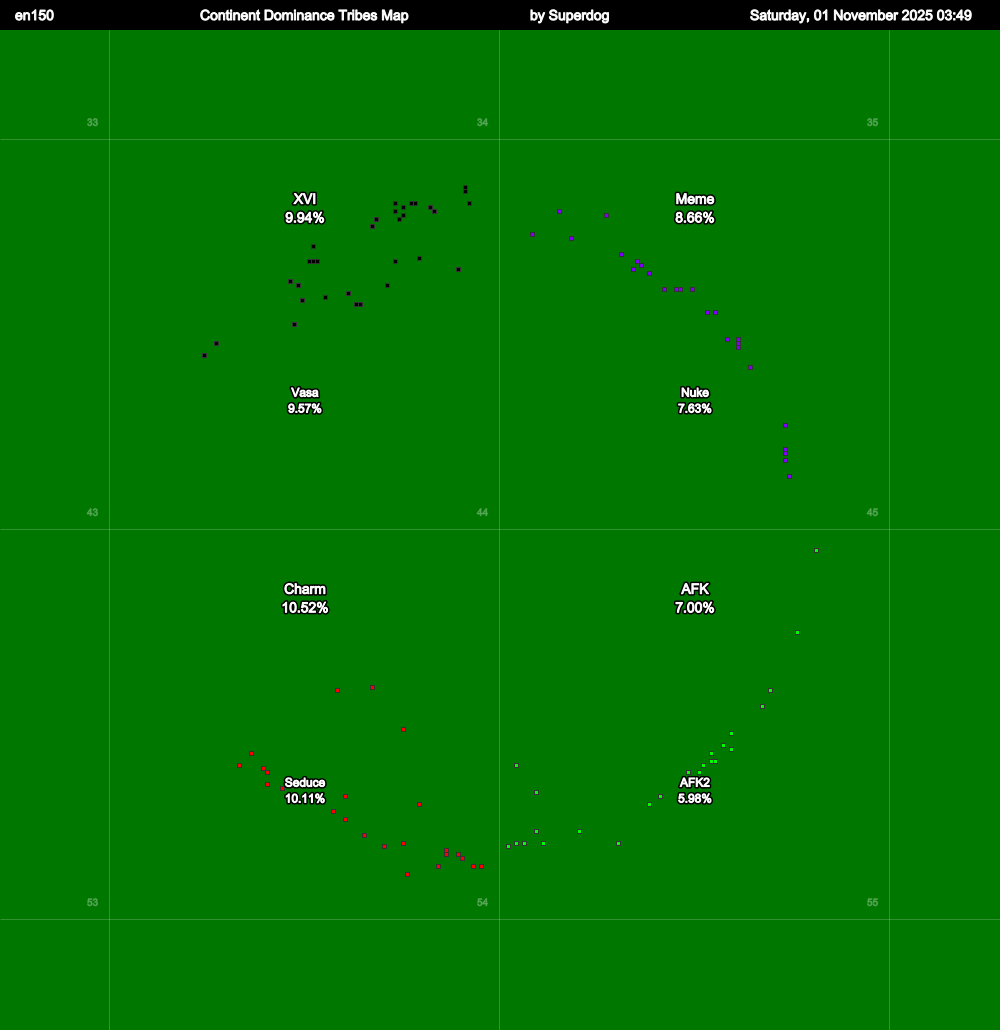 en150 Continent Dominance Tribes Map by Superdog Saturday, 01 November 2025 03:49
33 34 35
XVI Meme
9.94% 8.66%
Vasa Nuke
9.57% 7.63%
43 44 45
Charm AFK
10.52% 7.00%
Seduce AFK2
10.11% 5.98%
53 54 55